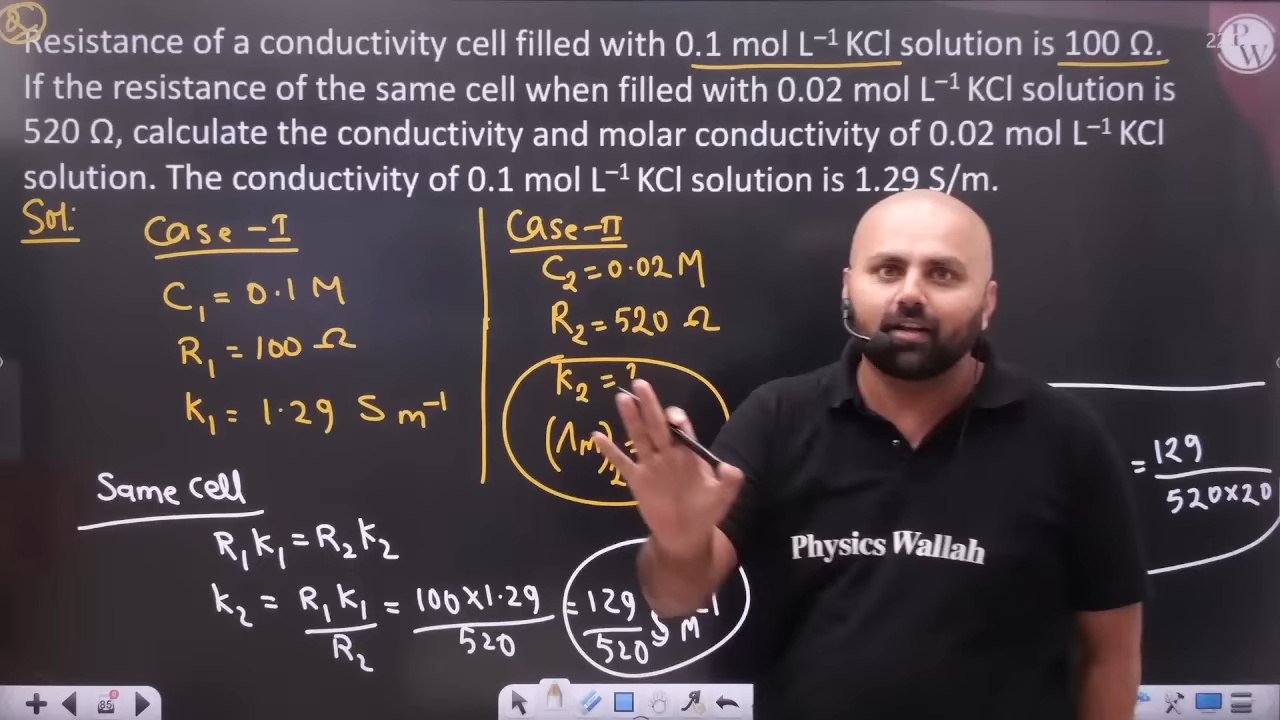 Resistance of a conductivity cell filled with 0.1 mol L⁻¹ KCl solution is 100 Ω.
If the resistance of the same cell when filled with 0.02 mol L⁻¹ KCl solution is
520 Ω, calculate the conductivity and molar conductivity of 0.02 mol L⁻¹ KCl
solution. The conductivity of 0.1 mol L⁻¹ KCl solution is 1.29 S/m.
PW
Sol:
Case-I
C₁ = 0.1 M
R₁ = 100 Ω
K₁ = 1.29 S m⁻¹
Case-II
C₂ = 0.02 M
R₂ = 520 Ω
K₂ = ?
(Λm)₂ =
Same cell
R₁K₁ = R₂K₂
K₂ = R₁K₁/R₂ = 100×1.29/520 = 129/520 S M⁻¹
= 129/520×20
Physics Wallah
85